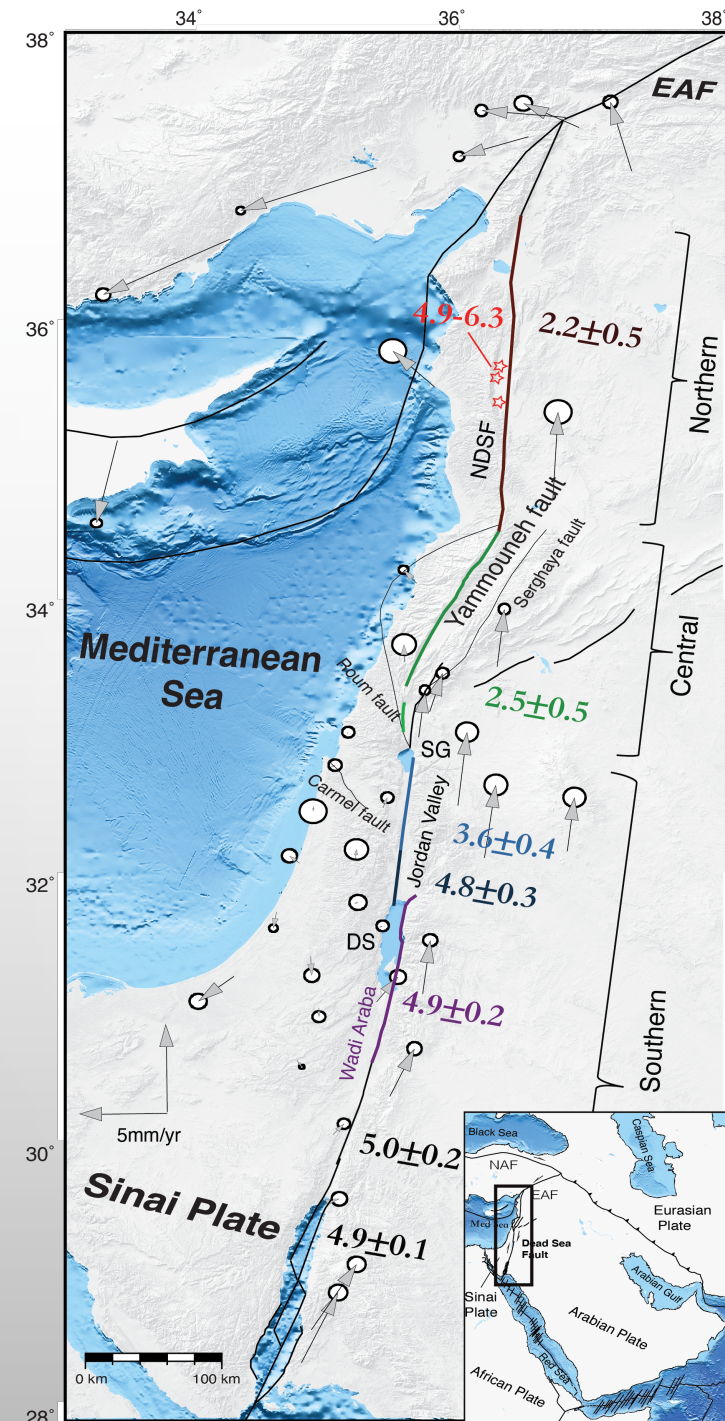 34°
36°
38°
38°
EAF
36°
4.9-6.3
2.2±0.5
Northern
NDSF
Yammouneh fault
Serghaya fault
34°
Mediterranean
Sea
Roum fault
Central
2.5±0.5
SG
Carmel fault
Jordan Valley
3.6±0.4
32°
4.8±0.3
DS
Wadi Araba
4.9±0.2
Southern
5mm/yr
30°
5.0±0.2
Sinai Plate
4.9±0.1
0 km
100 km
28°
Black Sea
Caspian Sea
NAF
EAF
Eurasian
Plate
Med Sea
Dead Sea
Fault
Sinai
Plate
Arabian Gulf
Arabian Plate
Red Sea
African Plate